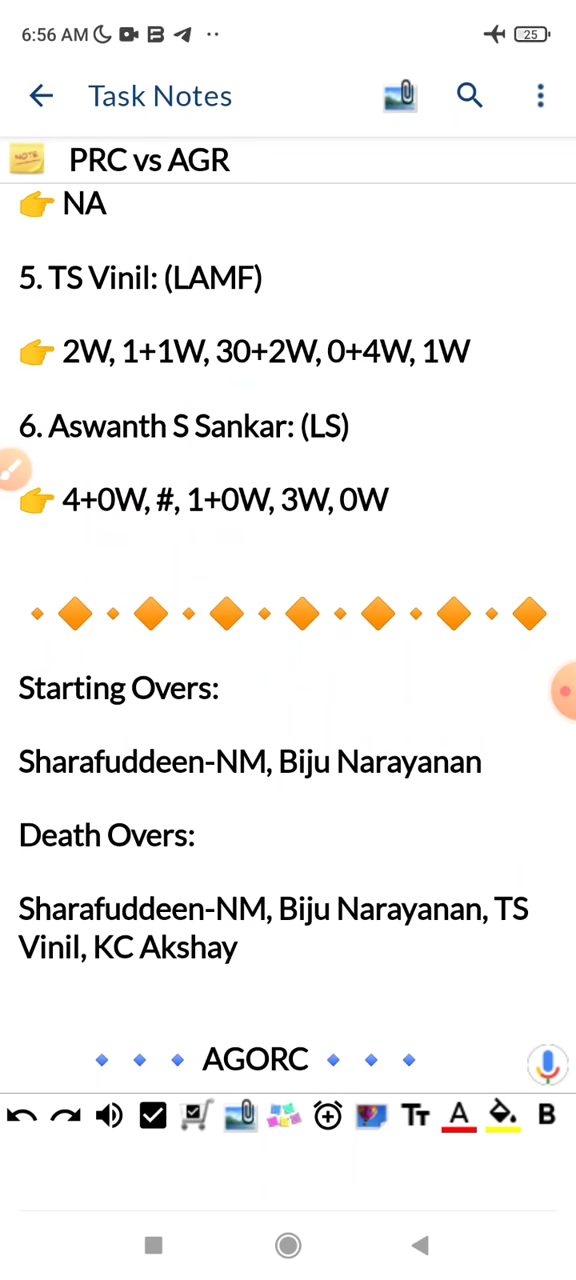 6:56 AM
25
Task Notes
NOTE
PRC vs AGR
👉 NA
5. TS Vinil: (LAMF)
👉 2W, 1+1W, 30+2W, 0+4W, 1W
6. Aswanth S Sankar: (LS)
👉 4+0W, #, 1+0W, 3W, 0W
Starting Overs:
Sharafuddeen-NM, Biju Narayanan
Death Overs:
Sharafuddeen-NM, Biju Narayanan, TS
Vinil, KC Akshay
AGORC
Tт A B